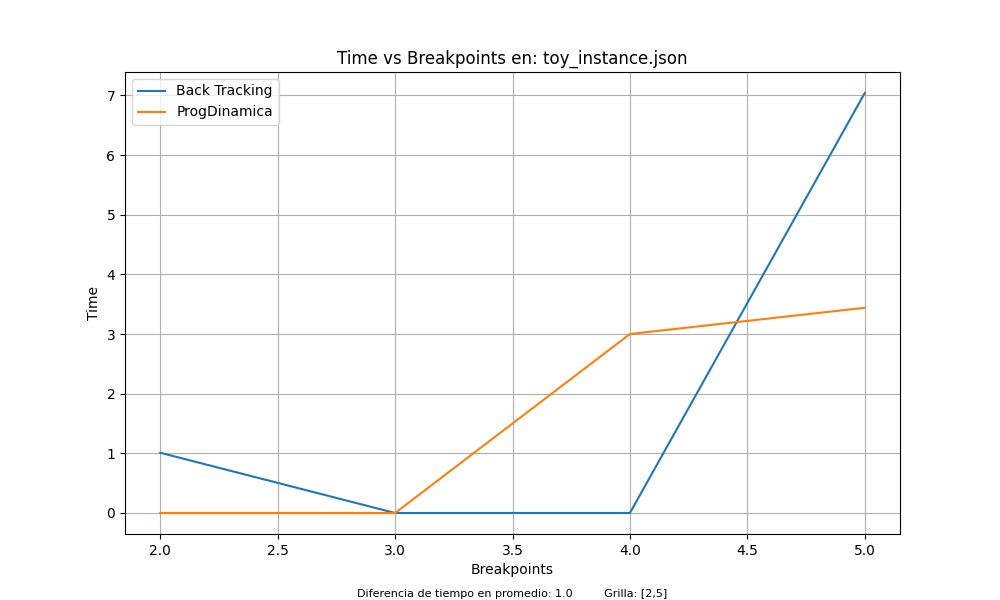 Time vs Breakpoints en: toy_instance.json
Back Tracking
ProgDinamica
7
6
5
4
3
2
1
0
Time
2.0 2.5 3.0 3.5 4.0 4.5 5.0
Breakpoints
Diferencia de tiempo en promedio: 1.0 Grilla: [2,5]